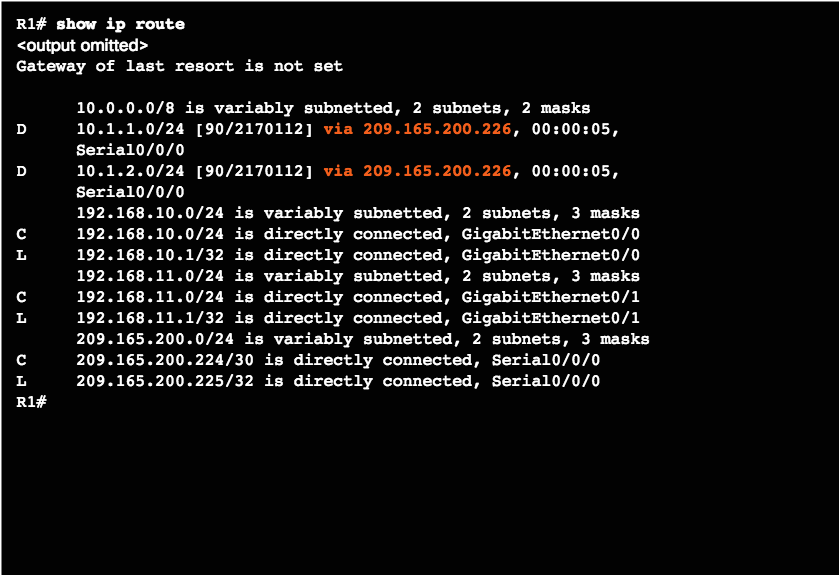 R1# show ip route
<output omitted>
Gateway of last resort is not set
10.0.0.0/8 is variably subnetted, 2 subnets, 2 masks
D 10.1.1.0/24 [90/2170112] via 209.165.200.226, 00:00:05,
Serial0/0/0
D 10.1.2.0/24 [90/2170112] via 209.165.200.226, 00:00:05,
Serial0/0/0
192.168.10.0/24 is variably subnetted, 2 subnets, 3 masks
C 192.168.10.0/24 is directly connected, GigabitEthernet0/0
L 192.168.10.1/32 is directly connected, GigabitEthernet0/0
192.168.11.0/24 is variably subnetted, 2 subnets, 3 masks
C 192.168.11.0/24 is directly connected, GigabitEthernet0/1
L 192.168.11.1/32 is directly connected, GigabitEthernet0/1
209.165.200.0/24 is variably subnetted, 2 subnets, 3 masks
C 209.165.200.224/30 is directly connected, Serial0/0/0
L 209.165.200.225/32 is directly connected, Serial0/0/0
R1#